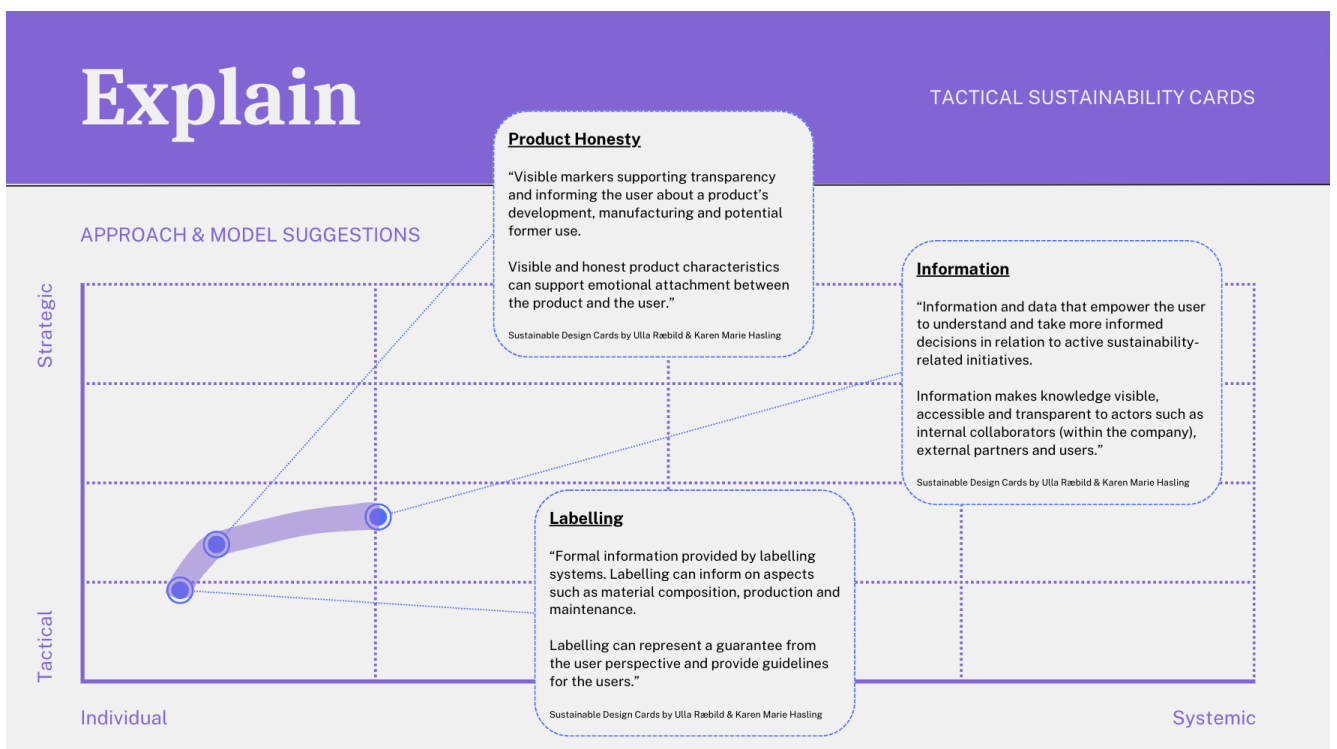 Explain
TACTICAL SUSTAINABILITY CARDS
Product Honesty
“Visible markers supporting transparency
and informing the user about a product’s
development, manufacturing and potential
former use.
Visible and honest product characteristics
can support emotional attachment between
the product and the user.”
Sustainable Design Cards by Ulla Ræbild & Karen Marie Hasling
APPROACH & MODEL SUGGESTIONS
Information
“Information and data that empower the user
to understand and take more informed
decisions in relation to active sustainability-
related initiatives.
Information makes knowledge visible,
accessible and transparent to actors such as
internal collaborators (within the company),
external partners and users.”
Sustainable Design Cards by Ulla Ræbild & Karen Marie Hasling
Strategic
Labelling
“Formal information provided by labelling
systems. Labelling can inform on aspects
such as material composition, production and
maintenance.
Labelling can represent a guarantee from
the user perspective and provide guidelines
for the users.”
Sustainable Design Cards by Ulla Ræbild & Karen Marie Hasling
Tactical
Individual
Systemic